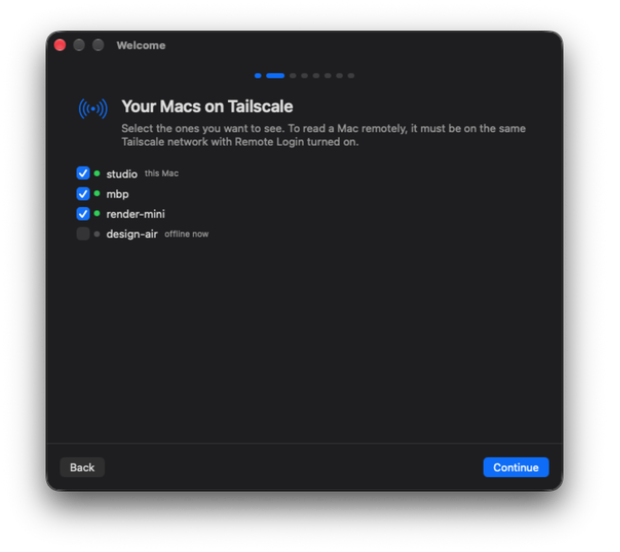 Welcome
Your Macs on Tailscale
Select the ones you want to see. To read a Mac remotely, it must be on the same
Tailscale network with Remote Login turned on.
studio this Mac
mbp
render-mini
design-air offline now
Back Continue